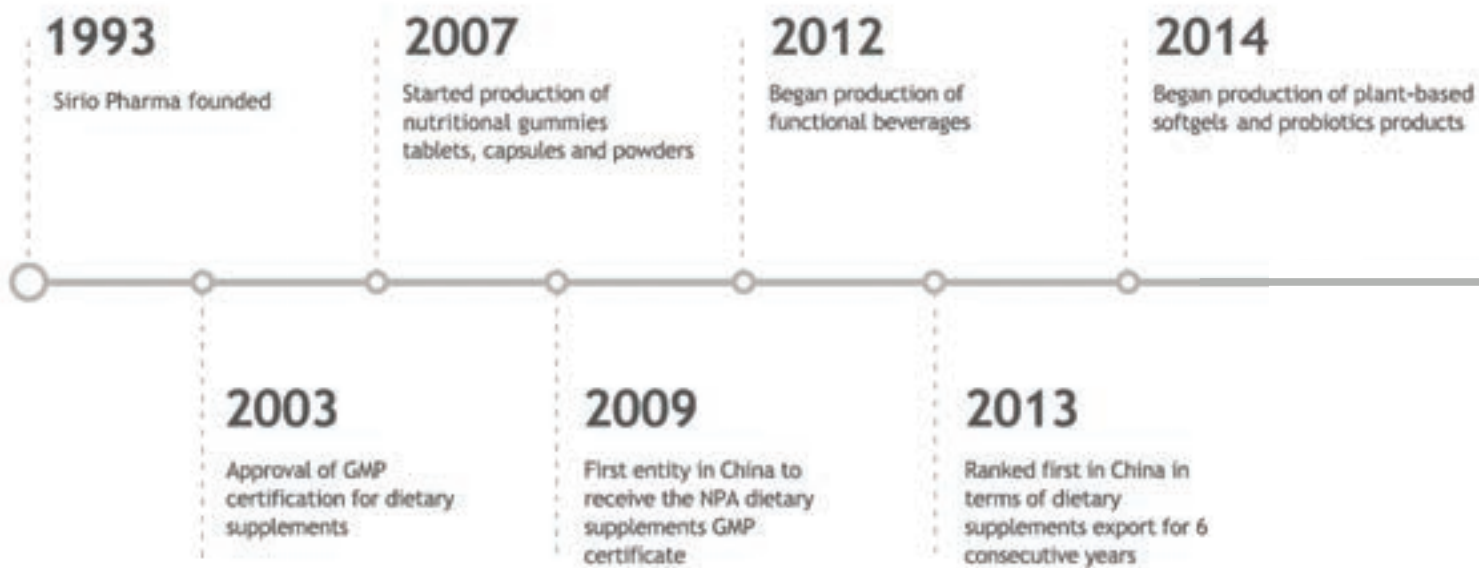 1993
Sirio Pharma founded
2007
Started production of
nutritional gummies
tablets, capsules and powders
2012
Began production of
functional beverages
2014
Began production of plant-based
softgels and probiotics products
2003
Approval of GMP
certification for dietary
supplements
2009
First entity in China to
receive the NPA dietary
supplements GMP
certificate
2013
Ranked first in China in
terms of dietary
supplements export for 6
consecutive years